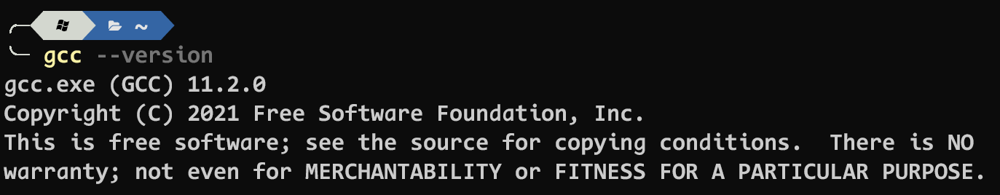 ~
gcc --version
gcc.exe (GCC) 11.2.0
Copyright (C) 2021 Free Software Foundation, Inc.
This is free software; see the source for copying conditions.  There is NO
warranty; not even for MERCHANTABILITY or FITNESS FOR A PARTICULAR PURPOSE.